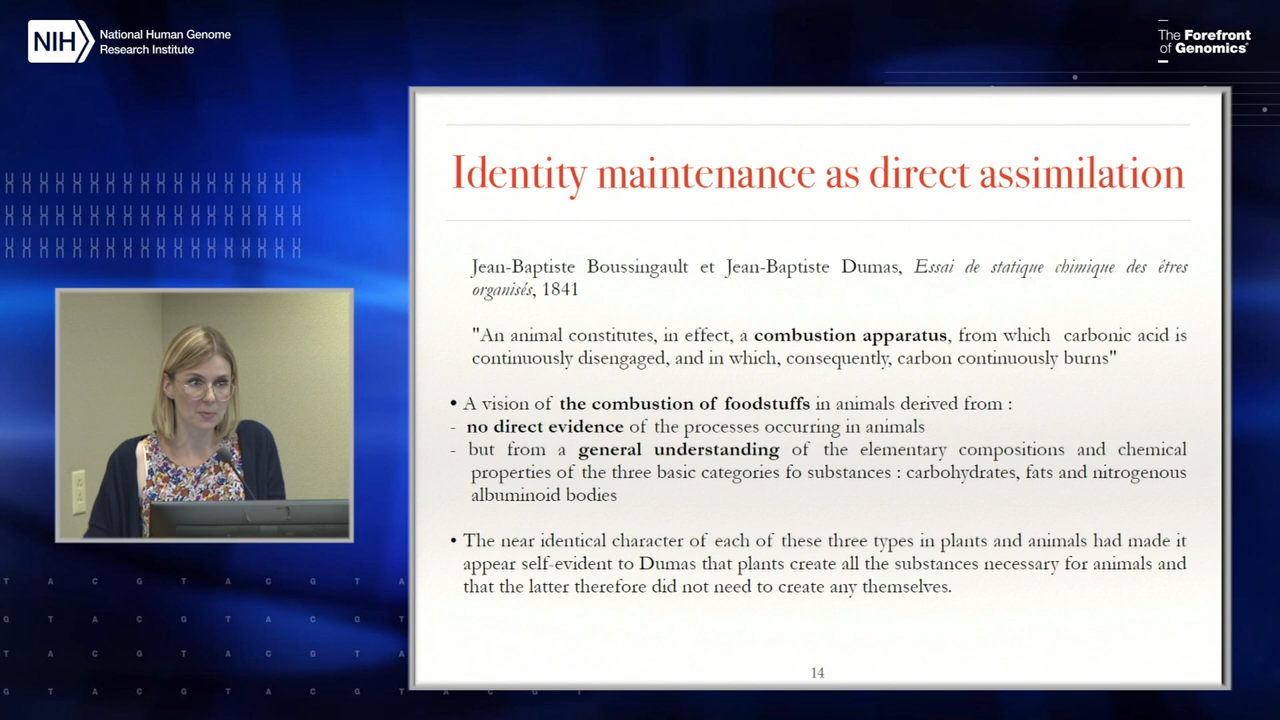 NIH
National Human Genome
Research Institute
The Forefront
of Genomics®
Identity maintenance as direct assimilation
Jean-Baptiste Boussingault et Jean-Baptiste Dumas, Essai de statique chimique des êtres
organisés, 1841
"An animal constitutes, in effect, a combustion apparatus, from which carbonic acid is
continuously disengaged, and in which, consequently, carbon continuously burns"
• A vision of the combustion of foodstuffs in animals derived from :
- no direct evidence of the processes occurring in animals
- but from a general understanding of the elementary compositions and chemical
properties of the three basic categories fo substances : carbohydrates, fats and nitrogenous
albuminoid bodies
• The near identical character of each of these three types in plants and animals had made it
appear self-evident to Dumas that plants create all the substances necessary for animals and
that the latter therefore did not need to create any themselves.
14
T A C G T A C G T A
G T A C G T A C G
T A C G T A C G T A
G T A C G T A C G T A C G T